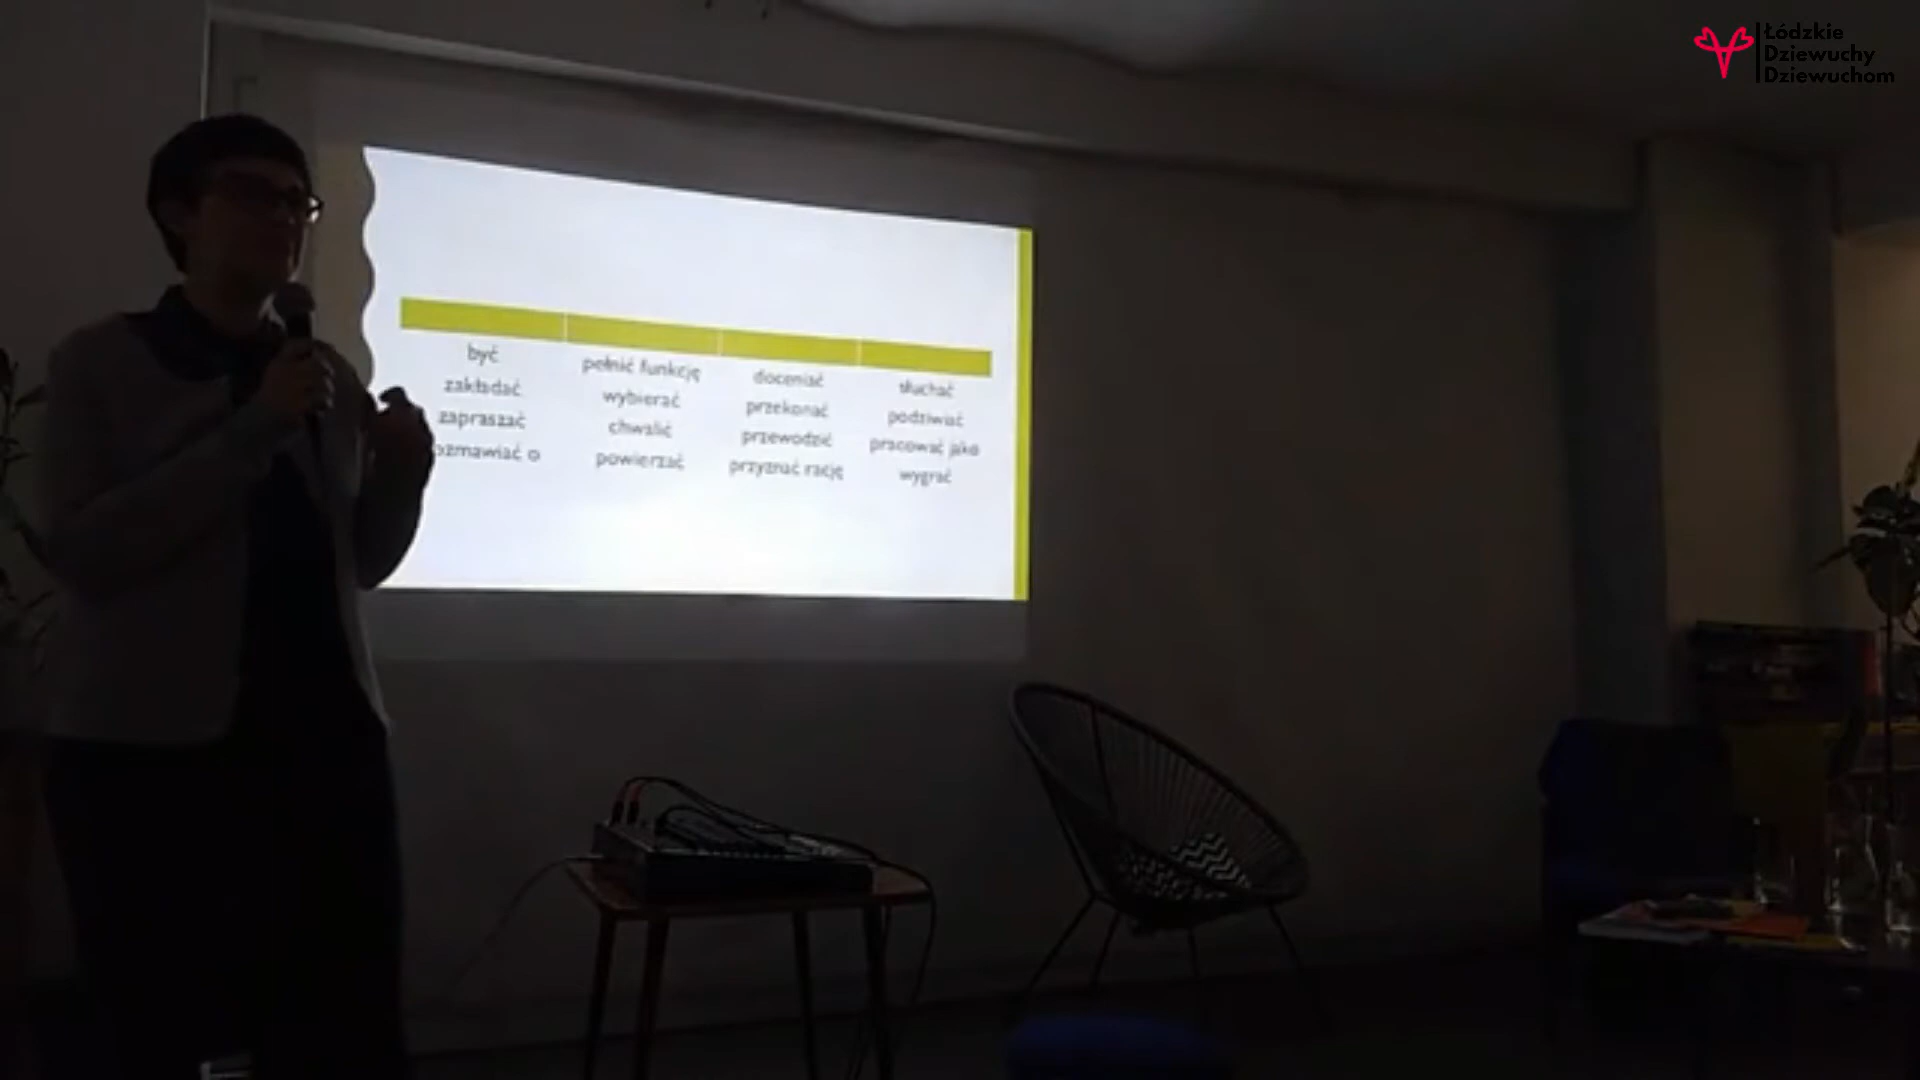 Łódzkie
Dziewuchy
Dziewuchom
być
zakładać
zapraszać
ozmawiać o
pełnić funkcję
wybierać
chwalić
powierzać
doceniać
przekonać
przewodzić
przyznać rację
słuchać
podziwiać
pracować jako
wygrać